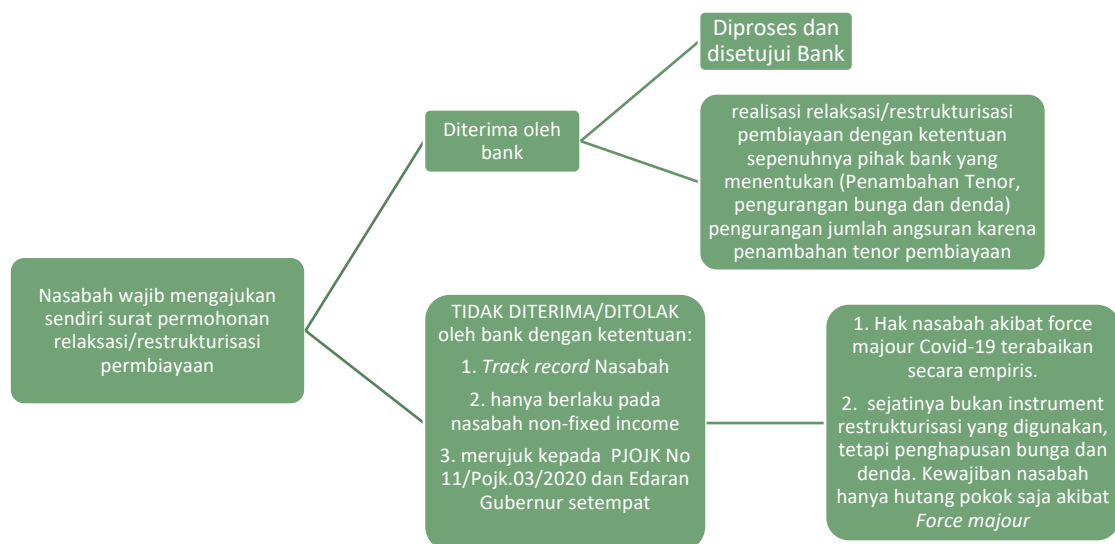 Nasabah wajib mengajukan
sendiri surat permohonan
relaksasi/restrukturisasi
permbiayaan
Diterima oleh
bank
Diproses dan
disetujui Bank
realisasi relaksasi/restrukturisasi
pembiayaan dengan ketentuan
sepenuhnya pihak bank yang
menentukan (Penambahan Tenor,
pengurangan bunga dan denda)
pengurangan jumlah angsuran karena
penambahan tenor pembiayaan
TIDAK DITERIMA/DITOLAK
oleh bank dengan ketentuan:
1. Track record Nasabah
2. hanya berlaku pada
nasabah non-fixed income
3. merujuk kepada PJOJK No
11/Pojk.03/2020 dan Edaran
Gubernur setempat
1. Hak nasabah akibat force
majour Covid-19 terabaikan
secara empiris.
2. sejatinya bukan instrument
restrukturisasi yang digunakan,
tetapi penghapusan bunga dan
denda. Kewajiban nasabah
hanya hutang pokok saja akibat
Force majour